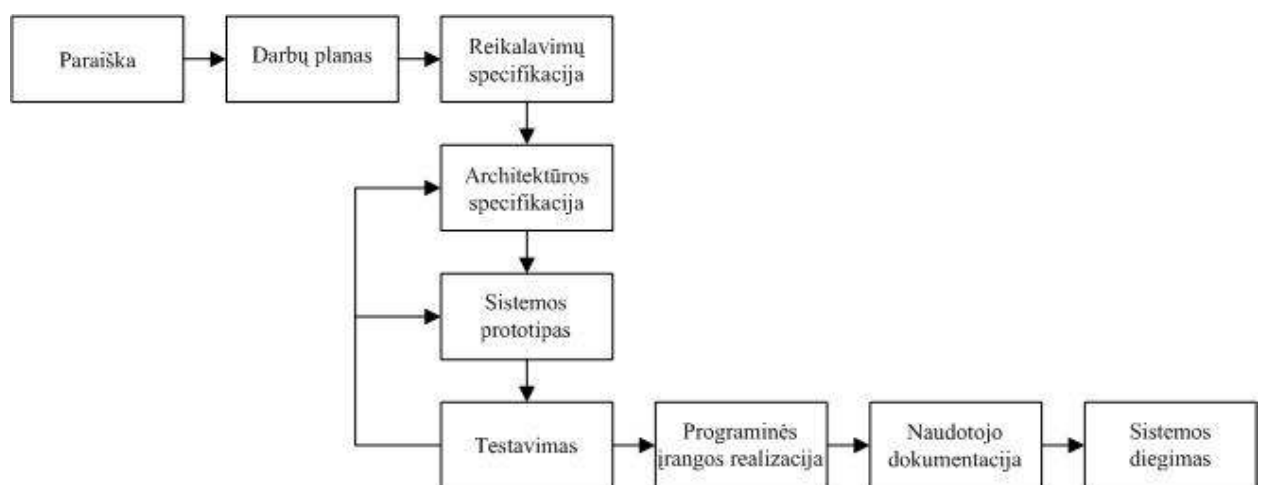 Paraiška
Darbų planas
Reikalavimų
specifikacija
Architektūros
specifikacija
Sistemos
prototipas
Testavimas
Programinės
įrangos realizacija
Naudotojo
dokumentacija
Sistemos
diegimas